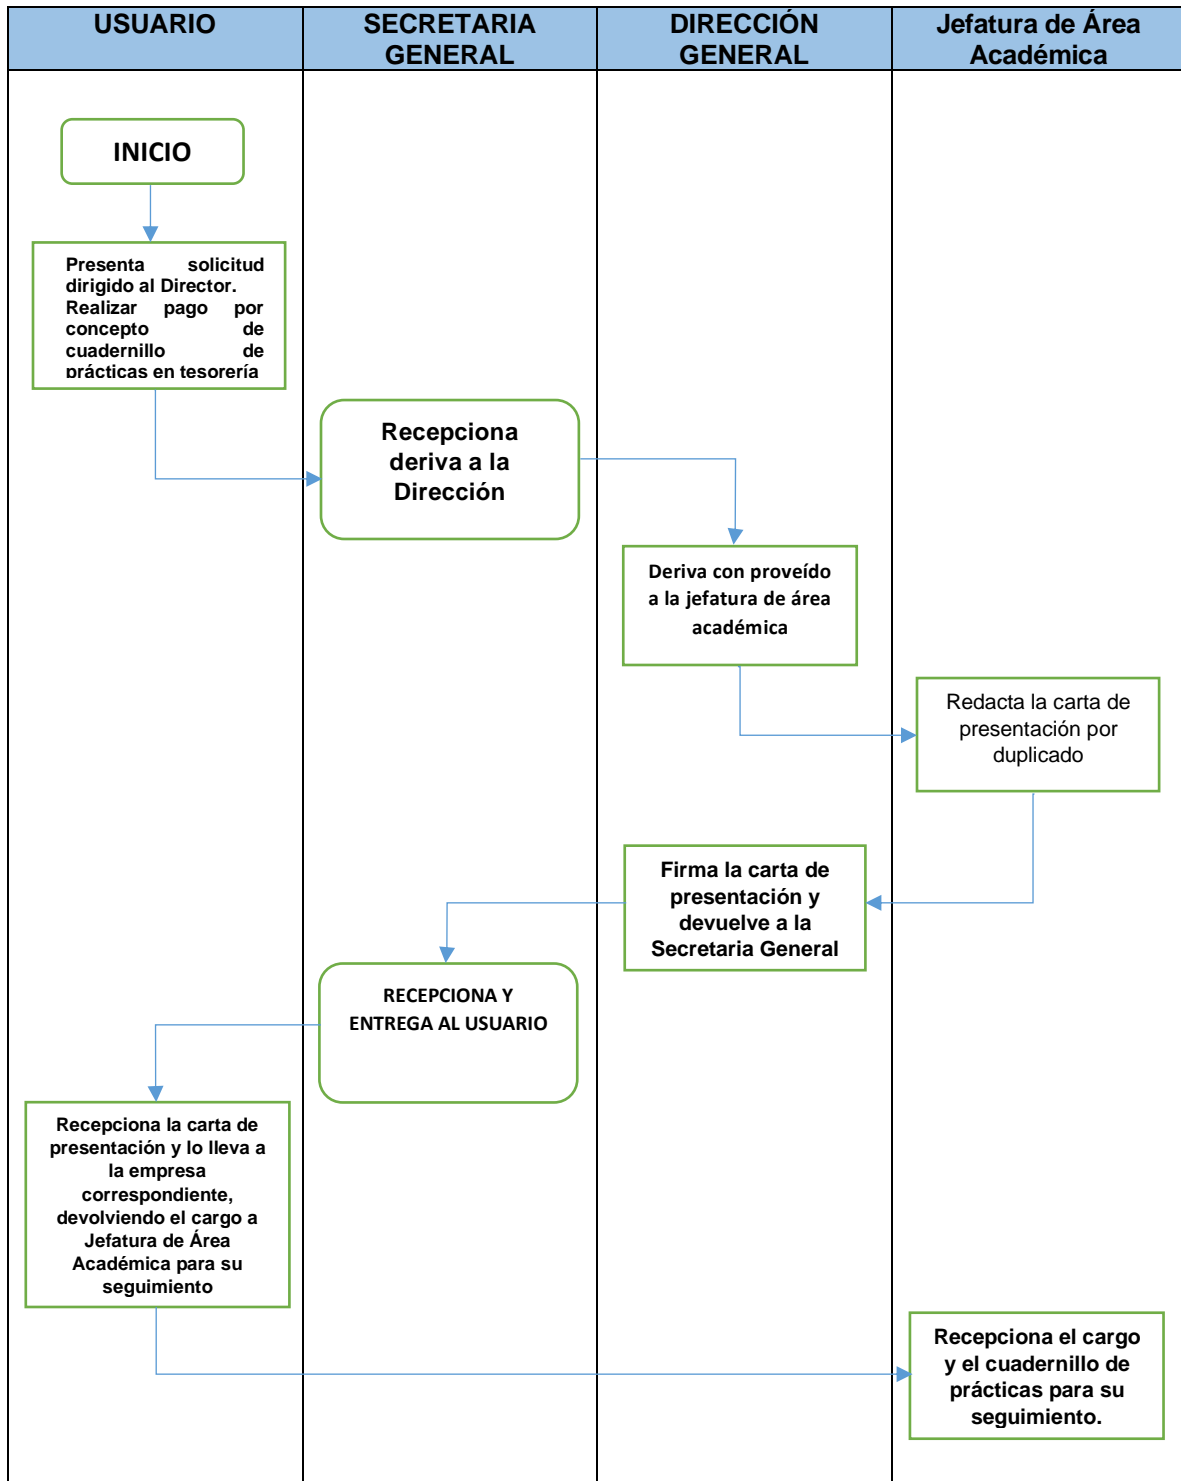 USUARIO
SECRETARIA
GENERAL
DIRECCIÓN
GENERAL
Jefatura de Área
Académica
INICIO
Presenta solicitud
dirigido al Director.
Realizar pago por
concepto de
cuadernillo de
prácticas en tesorería
Recepciona
deriva a la
Dirección
Deriva con proveído
a la jefatura de área
académica
Redacta la carta de
presentación por
duplicado
Firma la carta de
presentación y
devuelve a la
Secretaria General
RECEPCIONA Y
ENTREGA AL USUARIO
Recepciona la carta de
presentación y lo lleva a
la empresa
correspondiente,
devolviendo el cargo a
Jefatura de Área
Académica para su
seguimiento
Recepciona el cargo
y el cuadernillo de
prácticas para su
seguimiento.